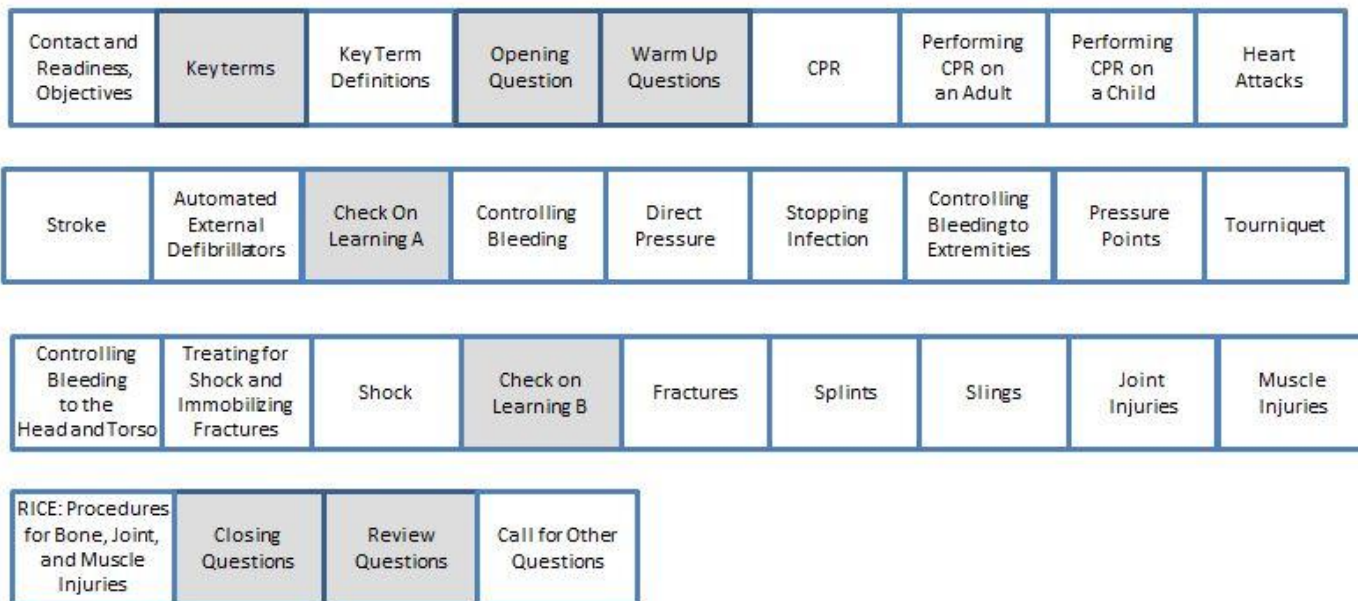 Contact and
Readiness,
Objectives
Key terms
Key Term
Definitions
Opening
Question
Warm Up
Questions
CPR
Performing
CPR on
an Adult
Performing
CPR on
a Child
Heart
Attacks
Stroke
Automated
External
Defibrillators
Check On
Learning A
Controlling
Bleeding
Direct
Pressure
Stopping
Infection
Controlling
Bleeding to
Extremities
Pressure
Points
Tourniquet
Controlling
Bleeding
to the
Head and Torso
Treating for
Shock and
Immobilizing
Fractures
Shock
Check on
Learning B
Fractures
Splints
Slings
Joint
Injuries
Muscle
Injuries
RICE: Procedures
for Bone, Joint,
and Muscle
Injuries
Closing
Questions
Review
Questions
Call for Other
Questions